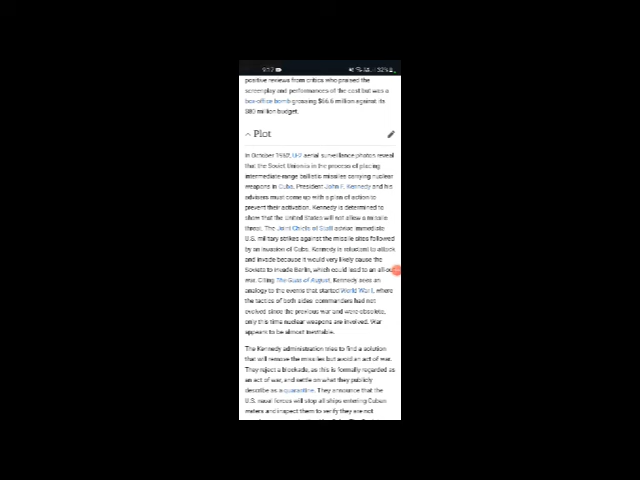 9:17
32%
positive reviews from critics who praised the
screenplay and performances of the cast but was a
box-office bomb grossing $66.6 million against its
$80 million budget.
Plot
In October 1962, U-2 aerial surveillance photos reveal
that the Soviet Union is in the process of placing
intermediate-range ballistic missiles carrying nuclear
weapons in Cuba. President John F. Kennedy and his
advisers must come up with a plan of action to
prevent their activation. Kennedy is determined to
show that the United States will not allow a missile
threat. The Joint Chiefs of Staff advise immediate
U.S. military strikes against the missile sites followed
by an invasion of Cuba. Kennedy is reluctant to attack
and invade because it would very likely cause the
Soviets to invade Berlin, which could lead to an all-out
war. Citing The Guns of August, Kennedy sees an
analogy to the events that started World War I, where
the tactics of both sides' commanders had not
evolved since the previous war and were obsolete,
only this time nuclear weapons are involved. War
appears to be almost inevitable.
The Kennedy administration tries to find a solution
that will remove the missiles but avoid an act of war.
They reject a blockade, as this is formally regarded as
an act of war, and settle on what they publicly
describe as a quarantine. They announce that the
U.S. naval forces will stop all ships entering Cuban
waters and inspect them to verify they are not